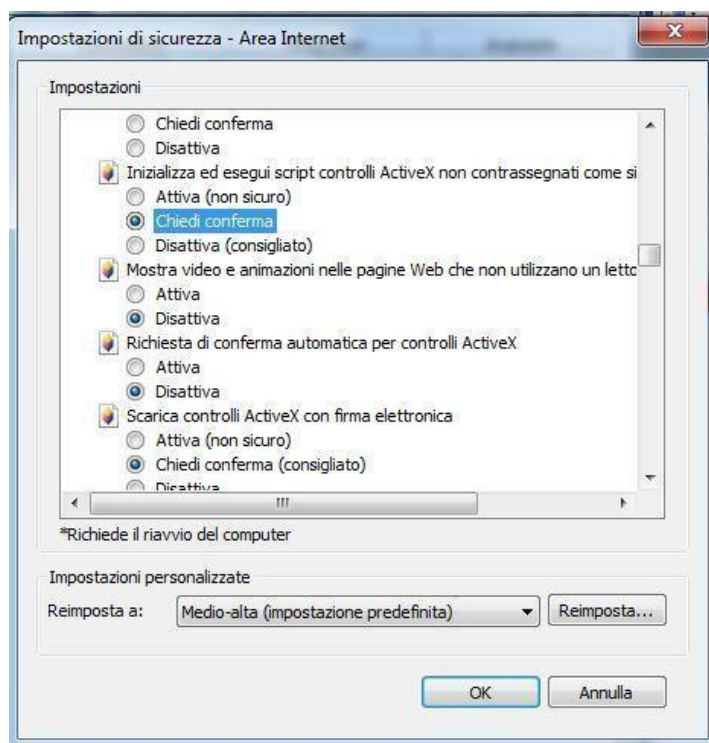 Impostazioni di sicurezza - Area Internet
Impostazioni
Chiedi conferma
Disattiva
Inizializza ed esegui script controlli ActiveX non contrassegnati come si
Attiva (non sicuro)
Chiedi conferma
Disattiva (consigliato)
Mostra video e animazioni nelle pagine Web che non utilizzano un letto
Attiva
Disattiva
Richiesta di conferma automatica per controlli ActiveX
Attiva
Disattiva
Scarica controlli ActiveX con firma elettronica
Attiva (non sicuro)
Chiedi conferma (consigliato)
Disattiva
*Richiede il riavvio del computer
Impostazioni personalizzate
Reimposta a: Medio-alta (impostazione predefinita) Reimposta...
OK Annulla